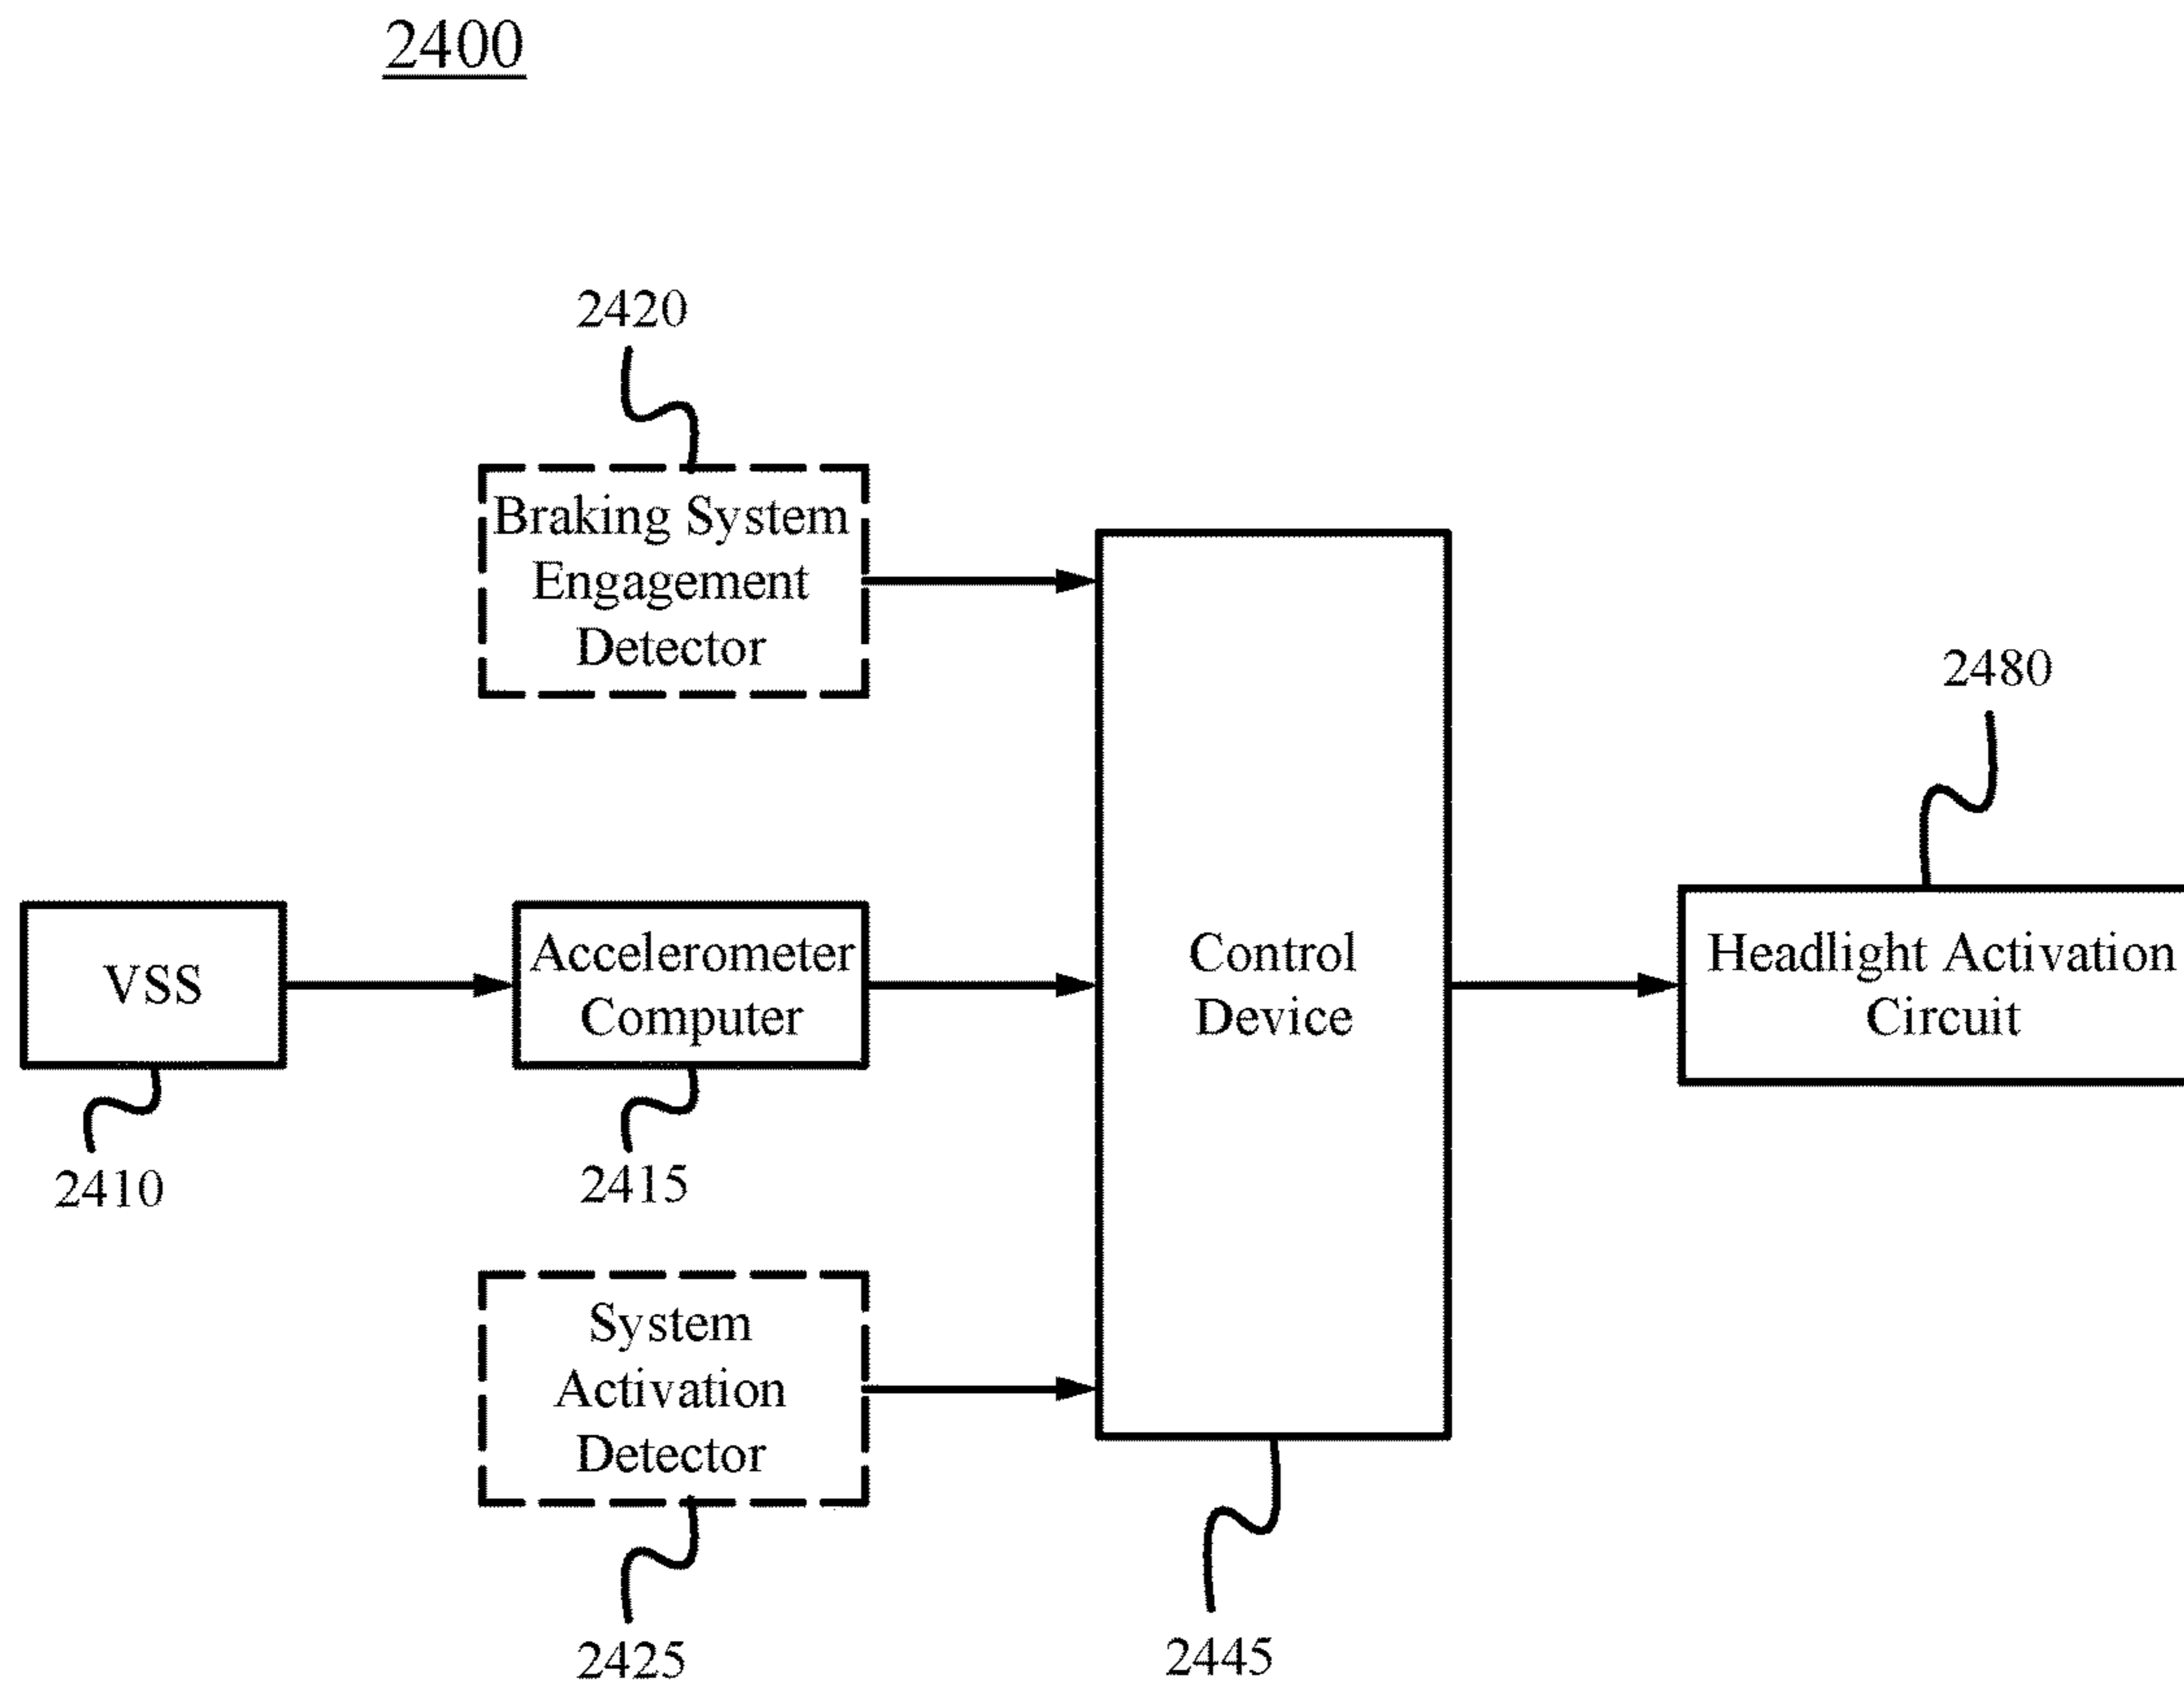 2400
2420
Braking System
Engagement
Detector
2480
VSS
Accelerometer
Computer
Control
Device
Headlight Activation
Circuit
2410
2415
System
Activation
Detector
2425
2445